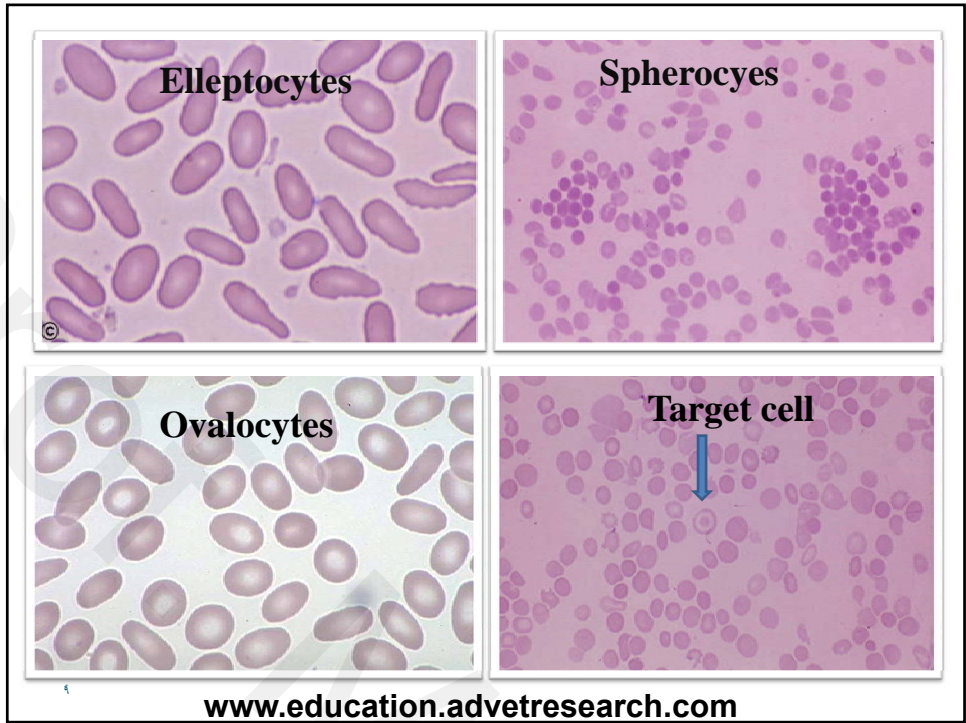 Elleptocytes
Spherocyes
©
Ovalocytes
Target cell
www.education.advetresearch.com